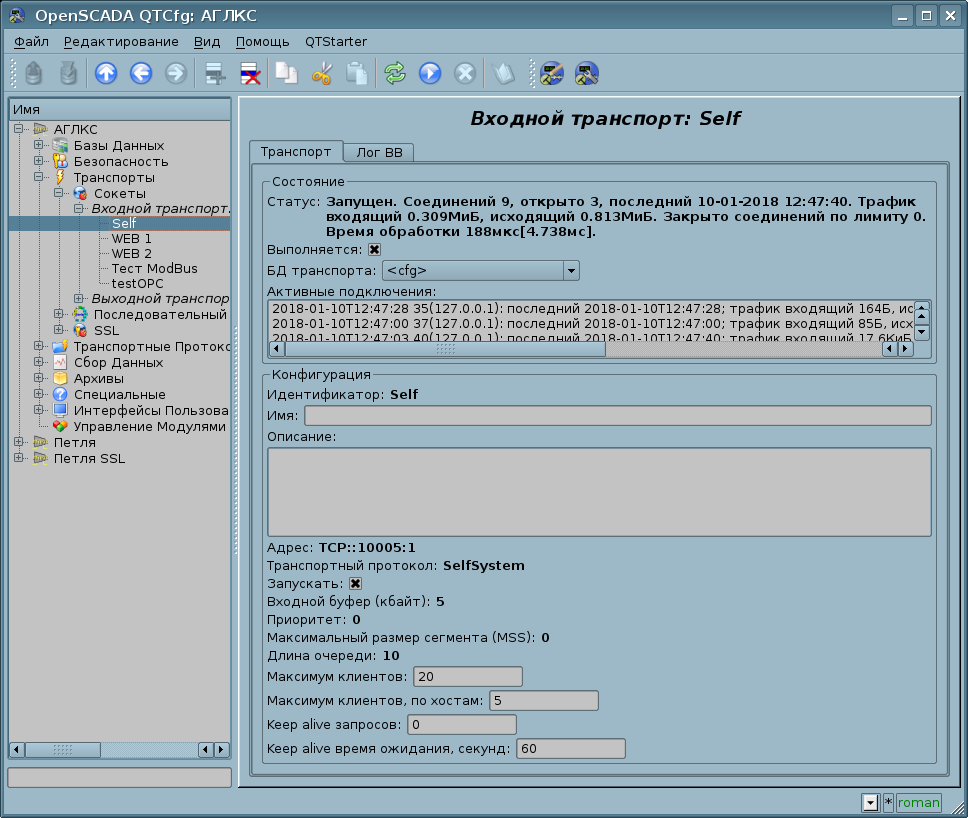 OpenSCADA QTCfg: АГЛКС
Файл Редактирование Вид Помощь QTStarter
Имя
АГЛКС
Базы Данных
Безопасность
Транспорты
Сокеты
Входной транспорт.
Self
WEB 1
WEB 2
Тест ModBus
testOPC
Выходной транспор
Последовательный
SSL
Транспортные Протокс
Сбор Данных
Архивы
Специальные
Интерфейсы Пользова
Управление Модулями
Петля
Петля SSL
Входной транспорт: Self
Транспорт Лог ВВ
Состояние
Статус: Запущен. Соединений 9, открыто 3, последний 10-01-2018 12:47:40. Трафик
входящий 0.309МиБ, исходящий 0.813МиБ. Закрыто соединений по лимиту 0.
Время обработки 188мкс[4.738мс].
Выполняется:
БД транспорта: <cfg>
Активные подключения:
2018-01-10T12:47:28 35(127.0.0.1): последний 2018-01-10T12:47:28; трафик входящий 164Б, ис
2018-01-10T12:47:00 37(127.0.0.1): последний 2018-01-10T12:47:00; трафик входящий 85Б, исх
2018-01-10T12:47:03 40(127.0.0.1): последний 2018-01-10T12:47:40; трафик входящий 17.6КиБ
Конфигурация
Идентификатор: Self
Имя:
Описание:
Адрес: TCP::10005:1
Транспортный протокол: SelfSystem
Запускать:
Входной буфер (кбайт): 5
Приоритет: 0
Максимальный размер сегмента (MSS): 0
Длина очереди: 10
Максимум клиентов: 20
Максимум клиентов, по хостам: 5
Keep alive запросов: 0
Keep alive время ожидания, секунд: 60
* roman